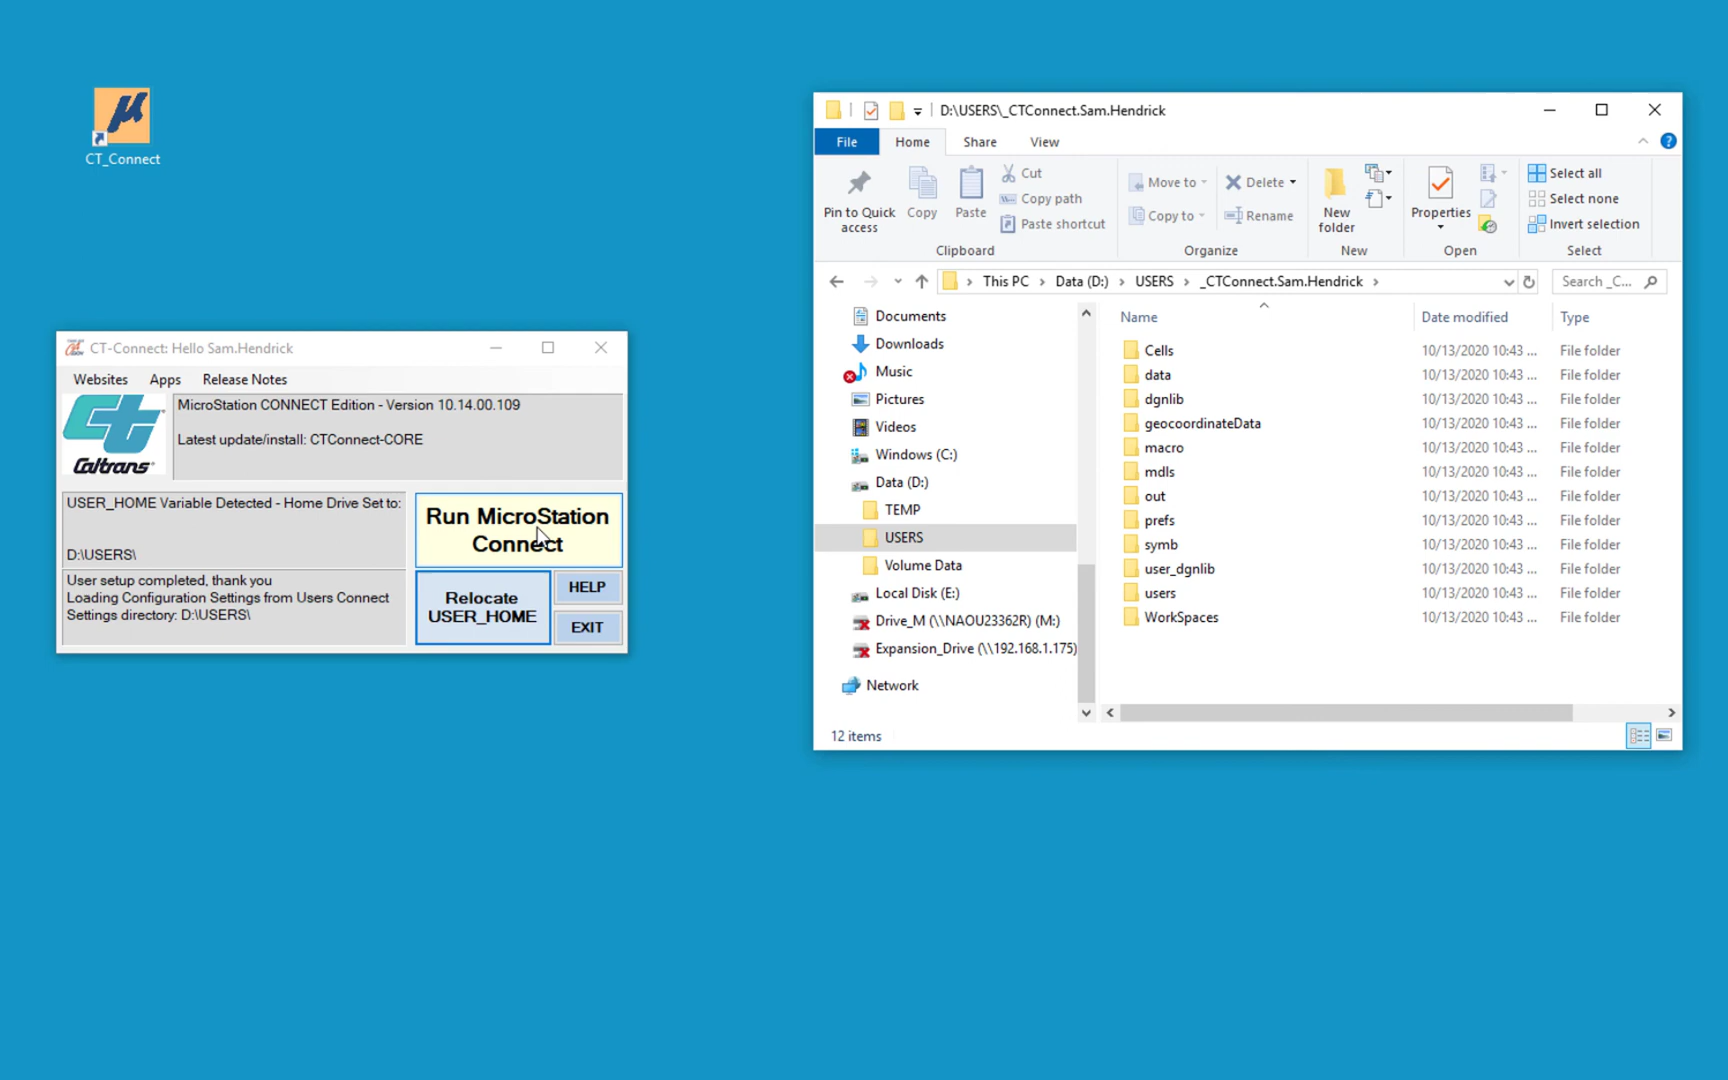 CT_Connect
CT-Connect: Hello Sam.Hendrick
Websites Apps Release Notes
Caltrans
MicroStation CONNECT Edition - Version 10.14.00.109
Latest update/install: CTConnect-CORE
USER_HOME Variable Detected - Home Drive Set to:
D:\USERS\
User setup completed, thank you
Loading Configuration Settings from Users Connect
Settings directory: D:\USERS\
Run MicroStation
Connect
Relocate
USER_HOME
HELP
EXIT
D:\USERS\_CTConnect.Sam.Hendrick
File Home Share View
Pin to Quick
access
Copy
Paste
Cut
Copy path
Paste shortcut
Clipboard
Move to
Copy to
Delete
Rename
Organize
New
folder
New
Properties
Open
Select all
Select none
Invert selection
Select
This PC > Data (D:) > USERS > _CTConnect.Sam.Hendrick >
Search _C...
Documents
Downloads
Music
Pictures
Videos
Windows (C:)
Data (D:)
TEMP
USERS
Volume Data
Local Disk (E:)
Drive_M (\\NAOU23362R) (M:)
Expansion_Drive (\\192.168.1.175)
Network
Name Date modified Type
Cells 10/13/2020 10:43 ... File folder
data 10/13/2020 10:43 ... File folder
dgnlib 10/13/2020 10:43 ... File folder
geocoordinateData 10/13/2020 10:43 ... File folder
macro 10/13/2020 10:43 ... File folder
mdls 10/13/2020 10:43 ... File folder
out 10/13/2020 10:43 ... File folder
prefs 10/13/2020 10:43 ... File folder
symb 10/13/2020 10:43 ... File folder
user_dgnlib 10/13/2020 10:43 ... File folder
users 10/13/2020 10:43 ... File folder
WorkSpaces 10/13/2020 10:43 ... File folder
12 items